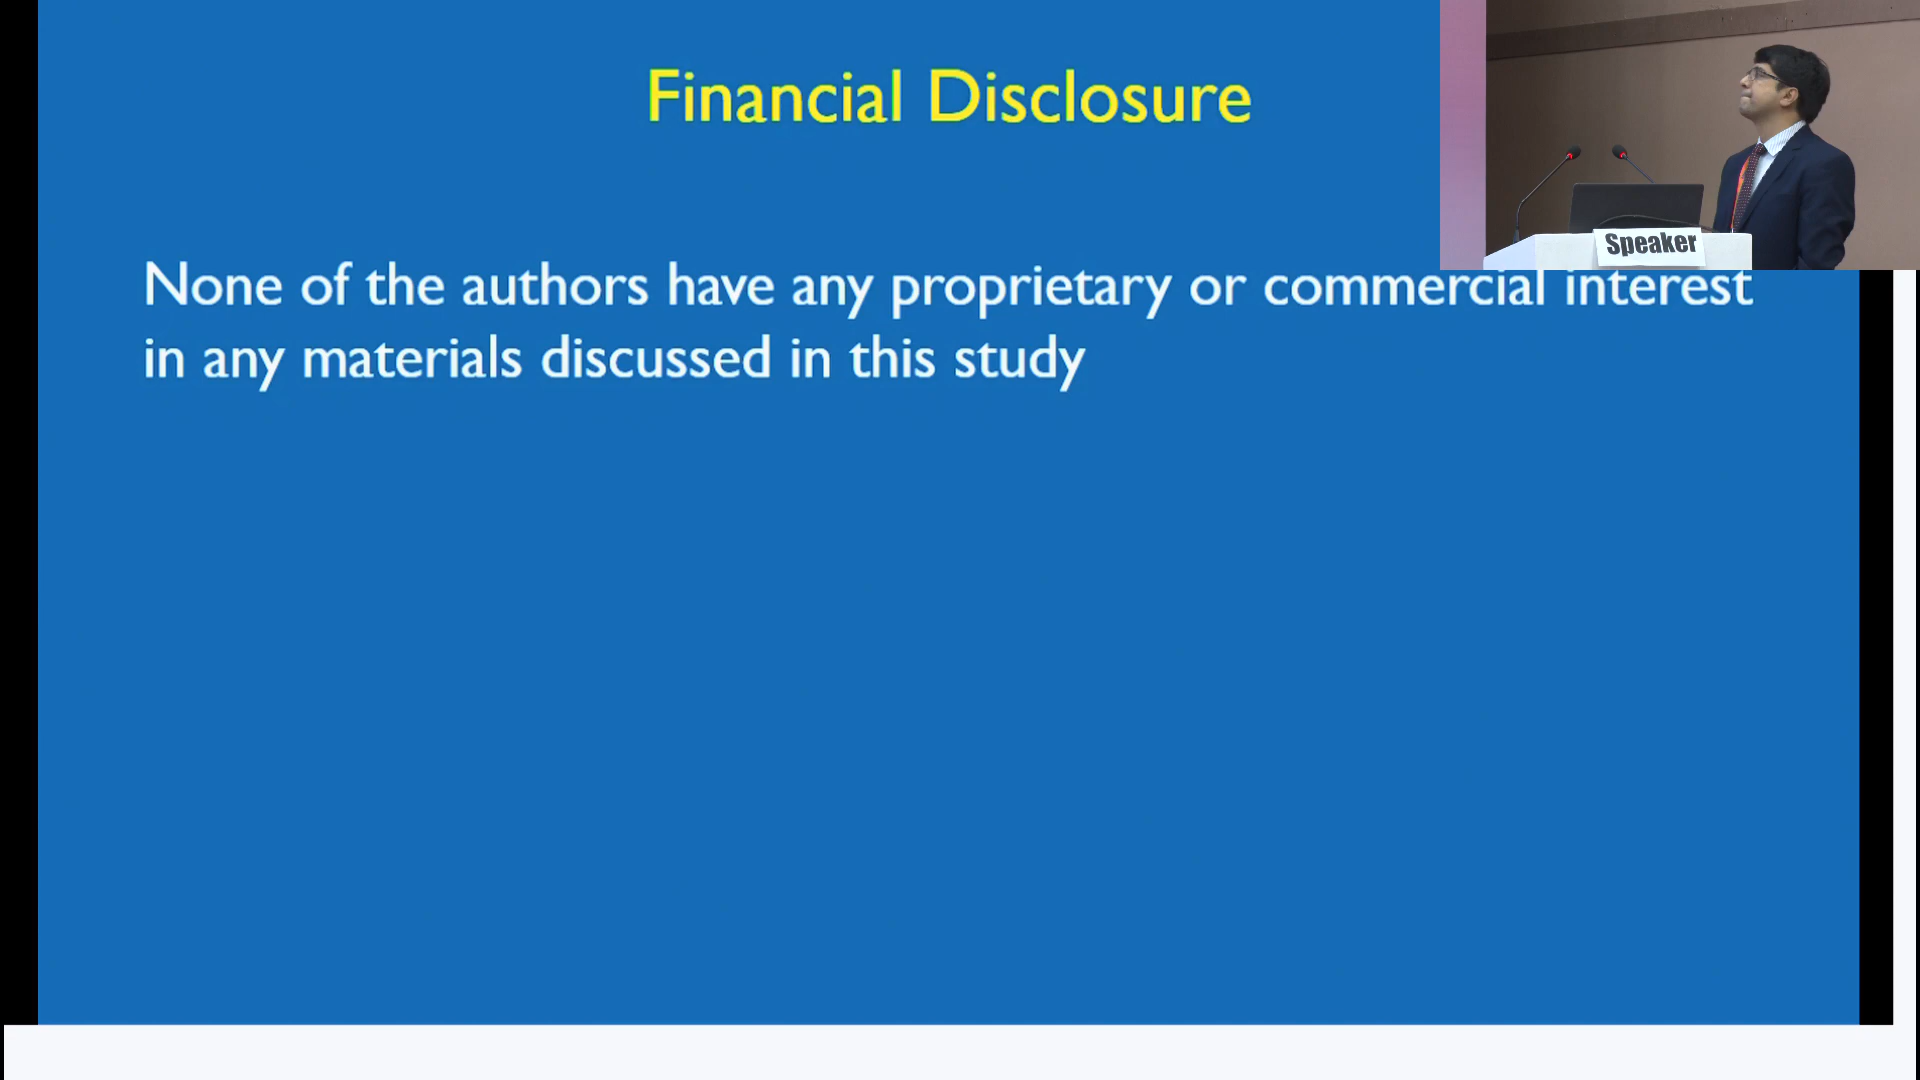 Financial Disclosure
Speaker
None of the authors have any proprietary or commercial interest
in any materials discussed in this study